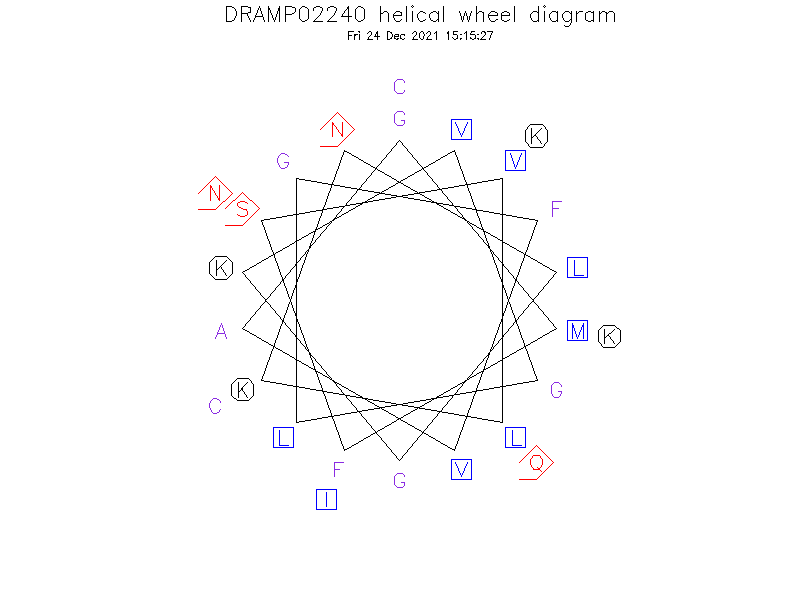 DRAMP02240 helical wheel diagram
Fri 24 Dec 2021 15:15:27
C
G
N
V
K
G
V
N
S
F
K
L
A
M
K
K
G
C
L
L
F
G
V
Q
I